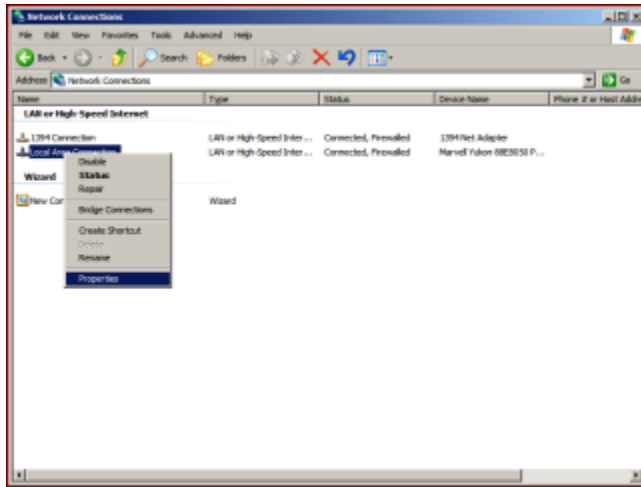 Network Connections
File Edit View Favorites Tools Advanced Help
Back Search Folders
Address Network Connections Go
Name Type Status Device Name Phone # or Host Addre
LAN or High-Speed Internet
1394 Connection LAN or High-Speed Inter... Connected, Firewalled 1394 Net Adapter
Local Area Connection LAN or High-Speed Inter... Connected, Firewalled Marvell Yukon 88E8050 P...
Disable
Wizard Status
Repair
New Con Wizard
Bridge Connections
Create Shortcut
Delete
Rename
Properties